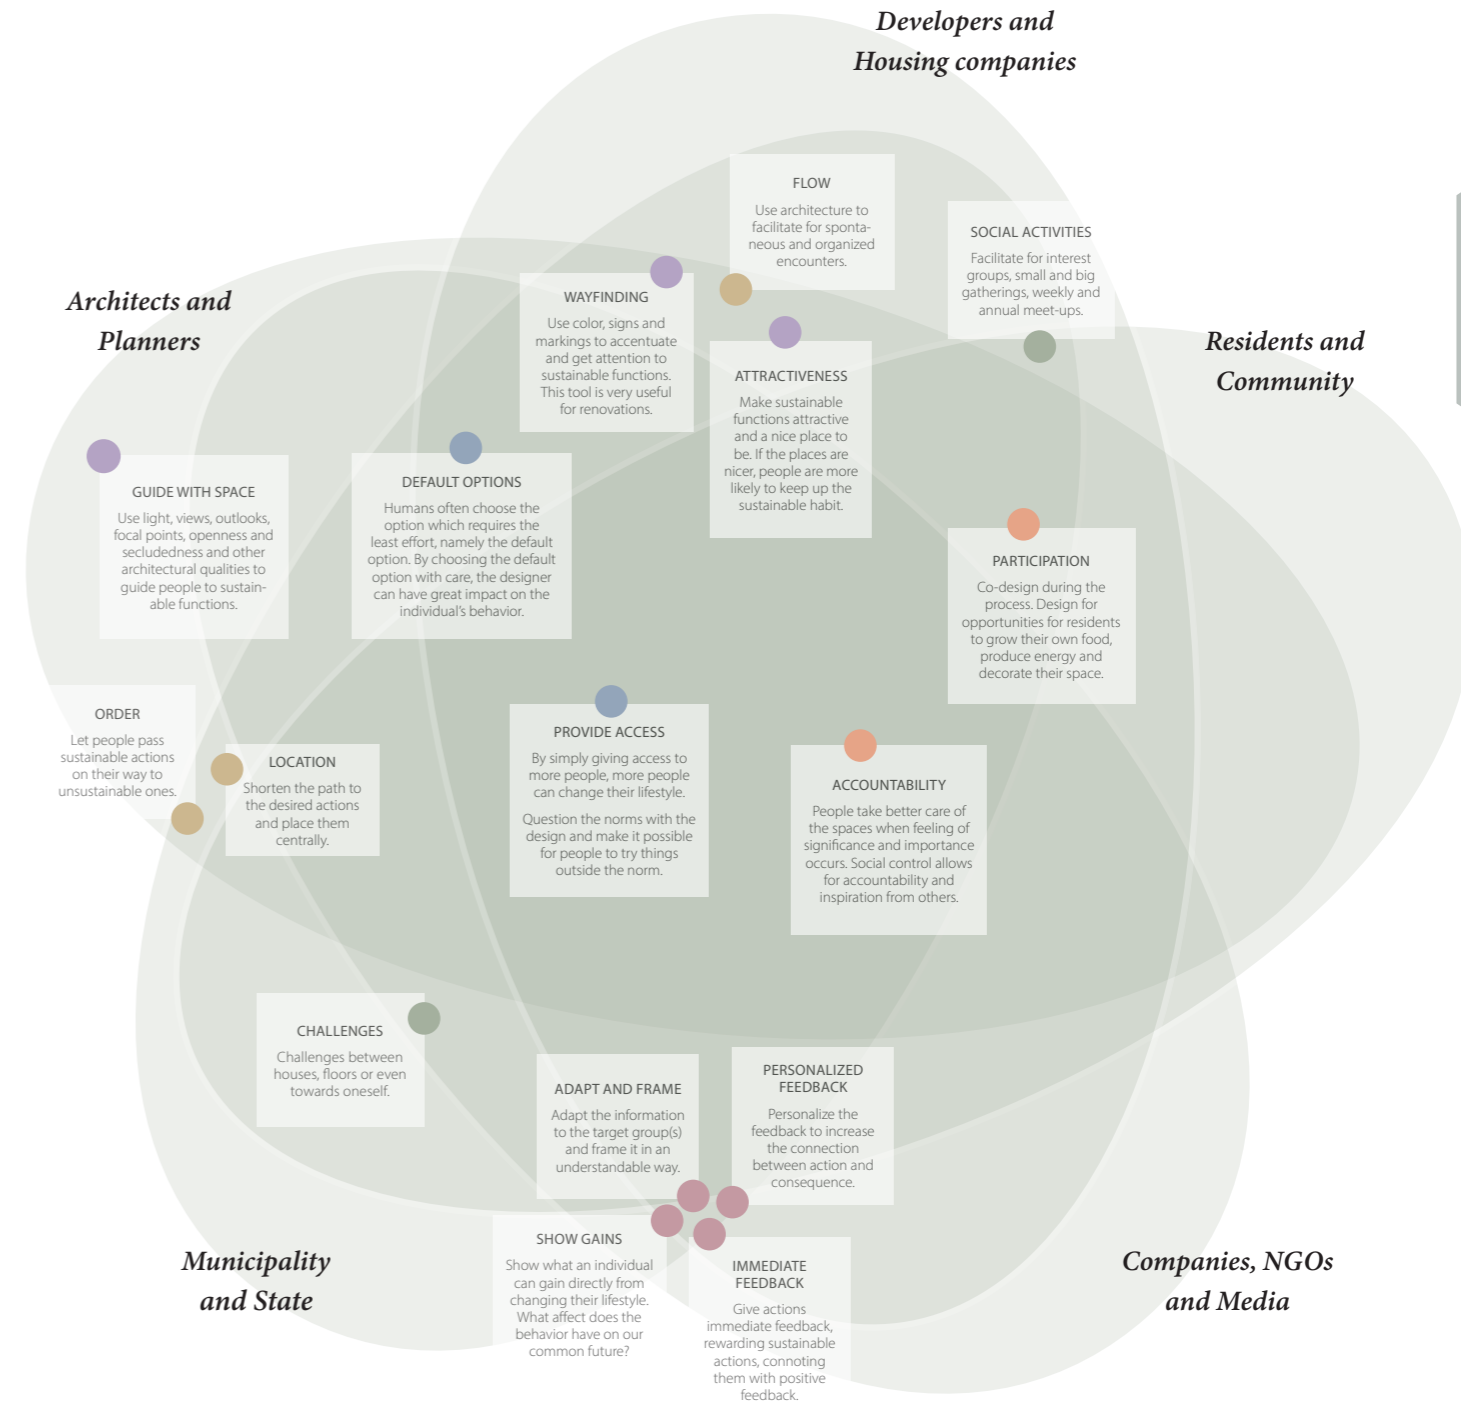 Developers and
Housing companies
FLOW
Use architecture to
facilitate for sponta-
neous and organized
encounters.
SOCIAL ACTIVITIES
Facilitate for interest
groups, small and big
gatherings, weekly and
annual meet-ups.
Architects and
Planners
WAYFINDING
Use color, signs and
markings to accentuate
and get attention to
sustainable functions.
This tool is very useful
for renovations.
Residents and
Community
ATTRACTIVENESS
Make sustainable
functions attractive
and a nice place to
be. If the places are
nicer, people are more
likely to keep up the
sustainable habit.
GUIDE WITH SPACE
Use light, views, outlooks,
focal points, openness and
secludedness and other
architectural qualities to
guide people to sustain-
able functions.
DEFAULT OPTIONS
Humans often choose the
option which requires the
least effort, namely the default
option. By choosing the default
option with care, the designer
can have great impact on the
individual's behavior.
PARTICIPATION
Co-design during the
process. Design for
opportunities for residents
to grow their own food,
produce energy and
decorate their space.
ORDER
Let people pass
sustainable actions
on their way to
unsustainable ones.
LOCATION
Shorten the path to
the desired actions
and place them
centrally.
PROVIDE ACCESS
By simply giving access to
more people, more people
can change their lifestyle.
Question the norms with the
design and make it possible
for people to try things
outside the norm.
ACCOUNTABILITY
People take better care of
the spaces when feeling of
significance and importance
occurs. Social control allows
for accountability and
inspiration from others.
CHALLENGES
Challenges between
houses, floors or even
towards oneself.
ADAPT AND FRAME
Adapt the information
to the target group(s)
and frame it in an
understandable way.
PERSONALIZED
FEEDBACK
Personalize the
feedback to increase
the connection
between action and
consequence.
SHOW GAINS
Show what an individual
can gain directly from
changing their lifestyle.
What affect does the
behavior have on our
common future?
IMMEDIATE
FEEDBACK
Give actions
immediate feedback,
rewarding sustainable
actions, connoting
them with positive
feedback.
Municipality
and State
Companies, NGOs
and Media